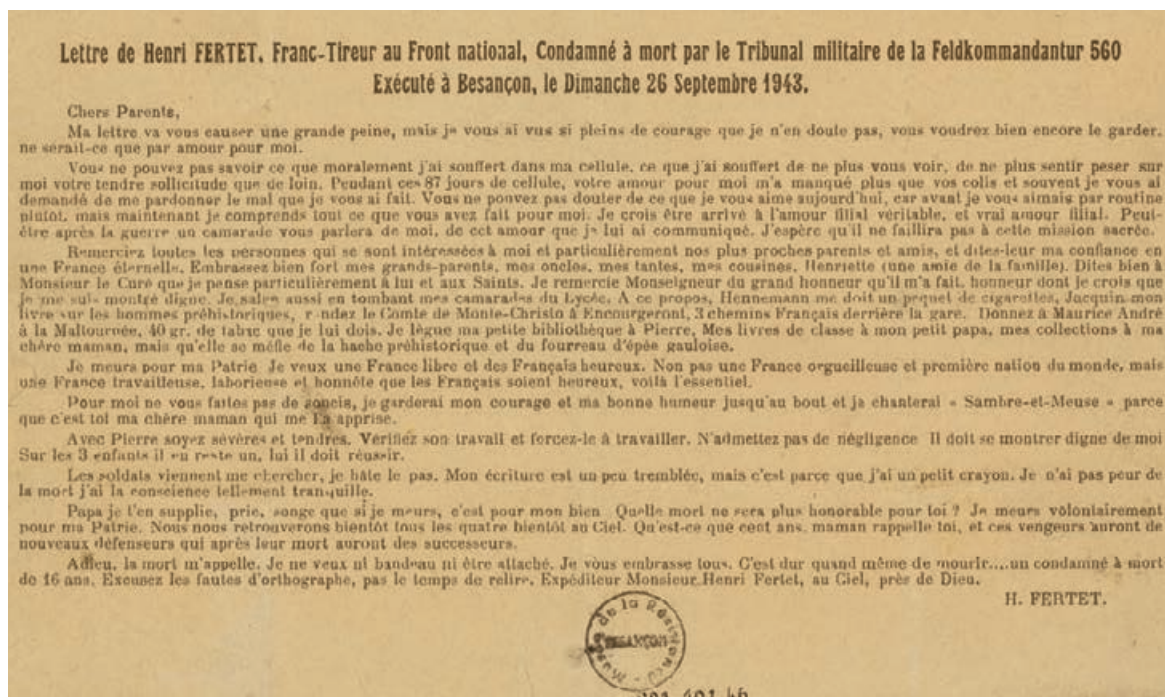 Lettre de Henri FERTET. Franc-Tireur au Front national, Condamné à mort par le Tribunal militaire de la Feldkommandantur 560
Exécuté à Besançon, le Dimanche 26 Septembre 1943.
Chers Parents,
Ma lettre va vous causer une grande peine, mais je vous ai vus si pleins de courage que je n'en doute pas, vous voudrez bien encore le garder,
ne serait-ce que par amour pour moi.
Vous ne pouvez pas savoir ce que moralement j'ai souffert dans ma cellule, ce que j'ai souffert de ne plus vous voir, de ne plus sentir peser sur
moi votre tendre sollicitude que de loin. Pendant ces 87 jours de cellule, votre amour pour moi m'a manqué plus que vos colis et souvent je vous ai
demandé de me pardonner le mal que je vous ai fait. Vous ne pouvez pas douter de ce que je vous aime aujourd'hui, car avant je vous aimais par routine
plutôt, mais maintenant je comprends tout ce que vous avez fait pour moi. Je crois être arrivé à l'amour filial véritable, et vrai amour filial. Peut-
être après la guerre un camarade vous parlera de moi, de cet amour que je lui ai communiqué. J'espère qu'il ne faillira pas à cette mission sacrée.
Remerciez toutes les personnes qui se sont intéressées à moi et particulièrement nos plus proches parents et amis, et dites-leur ma confiance en
une France éternelle. Embrassez bien fort mes grands-parents, mes oncles, mes tantes, mes cousines, Henriette (une amie de la famille). Dites bien à
Monsieur le Curé que je pense particulièrement à lui et aux Saints. Je remercie Monseigneur du grand honneur qu'il m'a fait, honneur dont je crois que
je me suis montré digne. Je salue aussi en tombant mes camarades du Lycée. A ce propos, Hennemann me doit un paquet de cigarettes, Jacquin mon
livre sur les hommes préhistoriques, rendez le Comte de Monte-Christo à Encourgeront, 3 chemins Français derrière la gare. Donnez à Maurice André
à la Maltournée, 40 gr. de tabac que je lui dois. Je lègue ma petite bibliothèque à Pierre, Mes livres de classe à mon petit papa, mes collections à ma
chère maman, mais qu'elle se méfie de la hache préhistorique et du fourreau d'épée gauloise.
Je meurs pour ma Patrie Je veux une France libre et des Français heureux. Non pas une France orgueilleuse et première nation du monde, mais
une France travailleuse, laborieuse et honnête que les Français soient heureux, voilà l'essentiel.
Pour moi ne vous faites pas de soucis, je garderai mon courage et ma bonne humeur jusqu'au bout et je chanterai « Sambre-et-Meuse » parce
que c'est toi ma chère maman qui me l'a apprise.
Avec Pierre soyez sévères et tendres. Vérifiez son travail et forcez-le à travailler. N'admettez pas de négligence Il doit se montrer digne de moi
Sur les 3 enfants il en reste un, lui il doit réussir.
Les soldats viennent me chercher, je hâte le pas. Mon écriture est un peu tremblée, mais c'est parce que j'ai un petit crayon. Je n'ai pas peur de
la mort j'ai la conscience tellement tranquille.
Papa je t'en supplie, prie, songe que si je meurs, c'est pour mon bien Quelle mort ne sera plus honorable pour toi ? Je meurs volontairement
pour ma Patrie. Nous nous retrouverons bientôt tous les quatre bientôt au Ciel. Qu'est-ce que cent ans, maman rappelle toi, et ces vengeurs auront de
nouveaux défenseurs qui après leur mort auront des successeurs.
Adieu, la mort m'appelle. Je ne veux ni bandeau ni être attaché. Je vous embrasse tous. C'est dur quand même de mourir....un condamné à mort
de 16 ans. Excusez les fautes d'orthographe, pas le temps de relire. Expéditeur Monsieur Henri Fertet, au Ciel, près de Dieu.
H. FERTET.
de la
BESANÇON